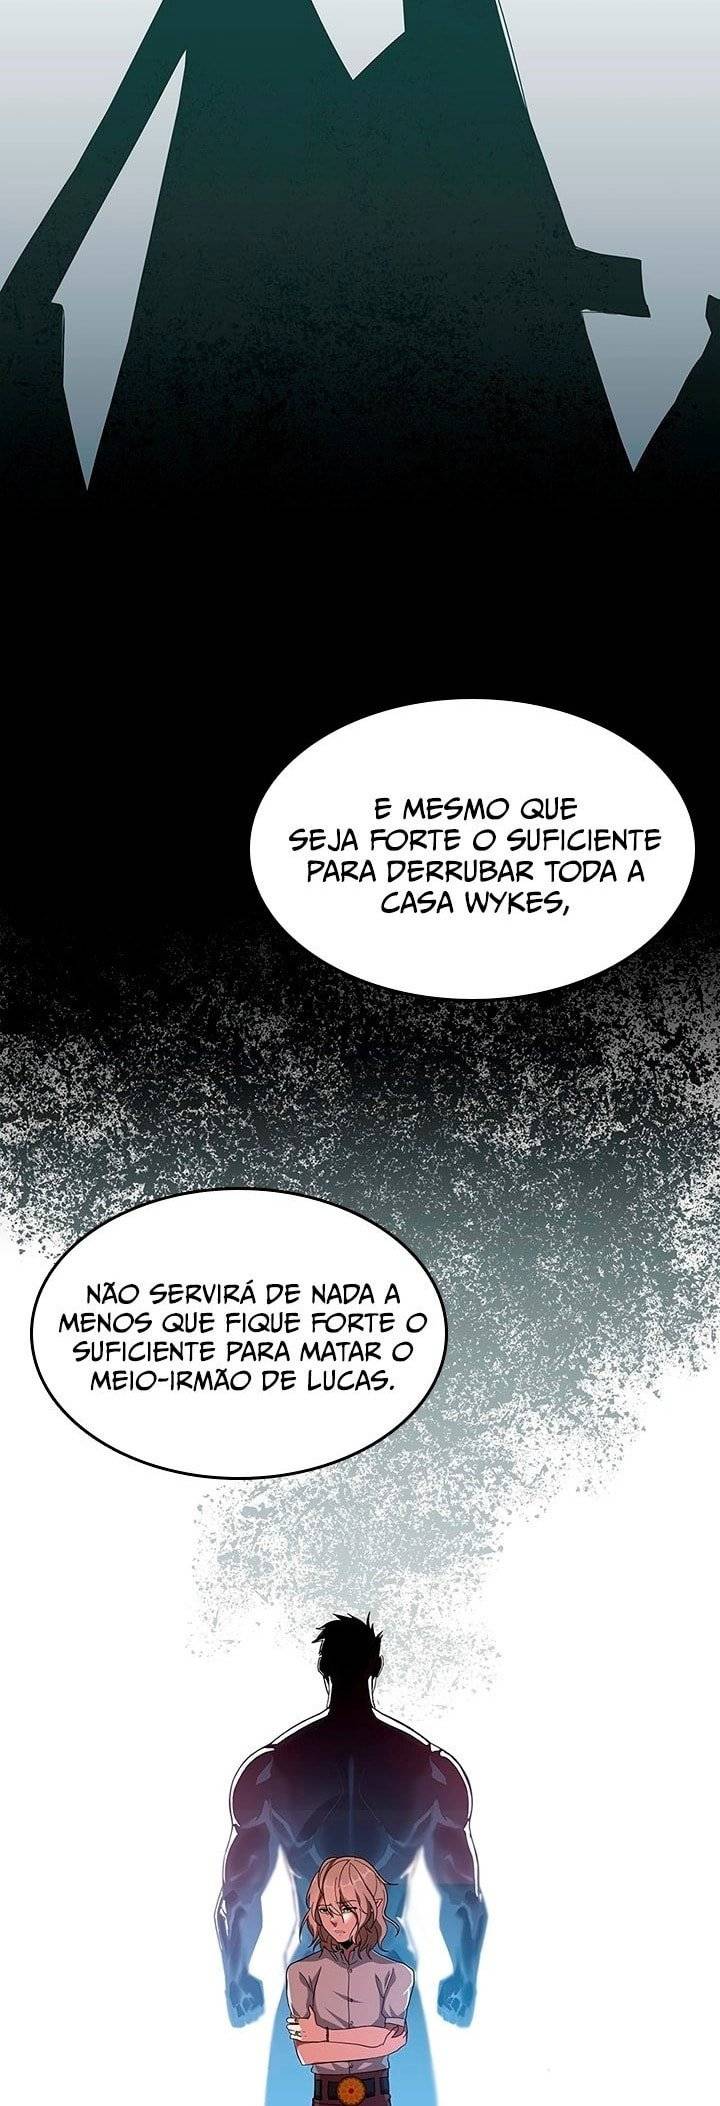 E MESMO QUE
SEJA FORTE O SUFICIENTE
PARA DERRUBAR TODA A
CASA WYKES,
NÃO SERVIRÁ DE NADA A
MENOS QUE FIQUE FORTE O
SUFICIENTE PARA MATAR O
MEIO-IRMÃO DE LUCAS.